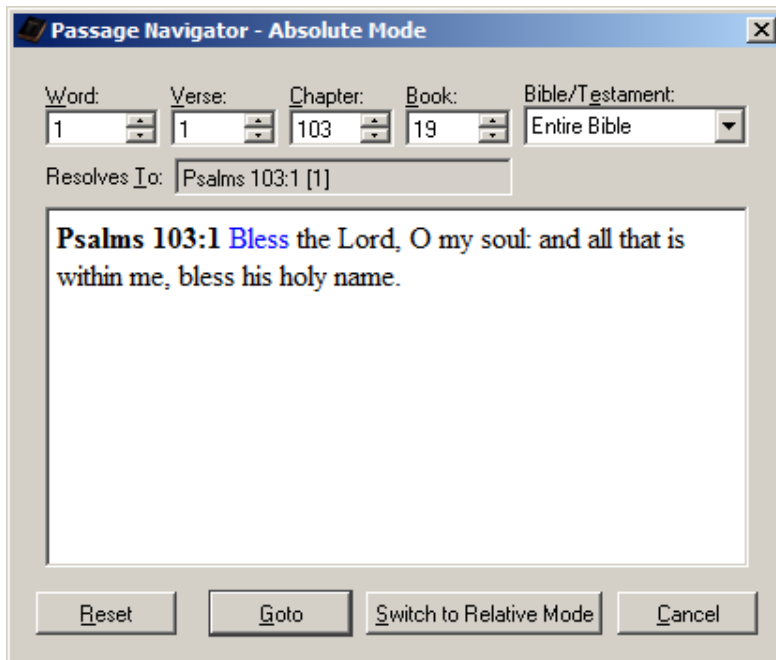 Passage Navigator - Absolute Mode
Word: Verse: Chapter: Book: Bible/Testament:
1 1 103 19 Entire Bible
Resolves To: Psalms 103:1 [1]
Psalms 103:1 Bless the Lord, O my soul: and all that is
within me, bless his holy name.
Reset Goto Switch to Relative Mode Cancel